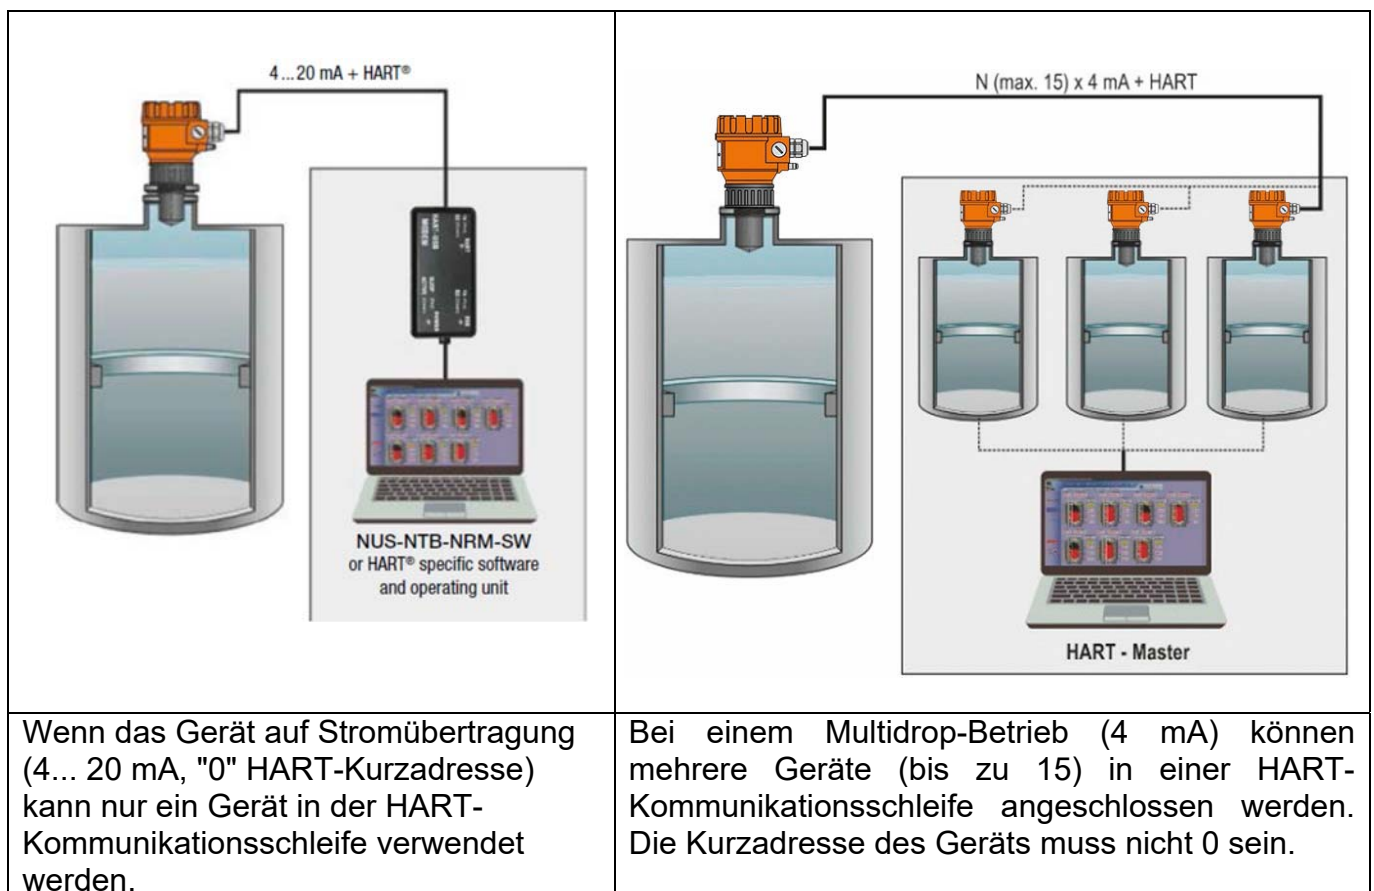 4...20 mA + HART®
NUS-NTB-NRM-SW
or HART® specific software
and operating unit
N (max. 15) x 4 mA + HART
HART - Master
Wenn das Gerät auf Stromübertragung
(4... 20 mA, "0" HART-Kurzadresse)
kann nur ein Gerät in der HART-
Kommunikationsschleife verwendet
werden.
Bei einem Multidrop-Betrieb (4 mA) können
mehrere Geräte (bis zu 15) in einer HART-
Kommunikationsschleife angeschlossen werden.
Die Kurzadresse des Geräts muss nicht 0 sein.